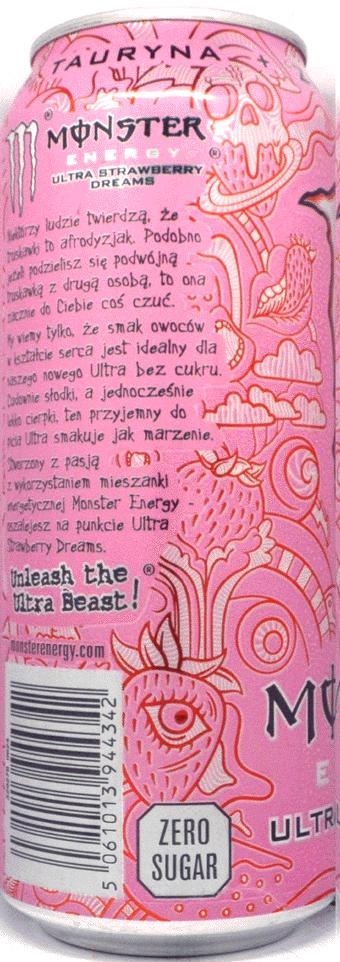 TAURYNA +
MONSTER
ENERGY®
ULTRA STRAWBERRY
DREAMS
Niektórzy ludzie twierdzą, że
truskawki to afrodyzjak. Podobno
jeżeli podzielisz się podwójną
truskawką z drugą osobą, to ona
zacznie do Ciebie coś czuć.
My wiemy tylko, że smak owoców
w kształcie serca jest idealny dla
naszego nowego Ultra bez cukru.
Cudownie słodki, a jednocześnie
lekko cierpki, ten przyjemny do
picia Ultra smakuje jak marzenie.
Stworzony z pasją
z wykorzystaniem mieszanki
energetycznej Monster Energy -
oszalejesz na punkcie Ultra
Strawberry Dreams.
Unleash the
Ultra Beast!®
monsterenergy.com
5 061013 944342
ZERO
SUGAR